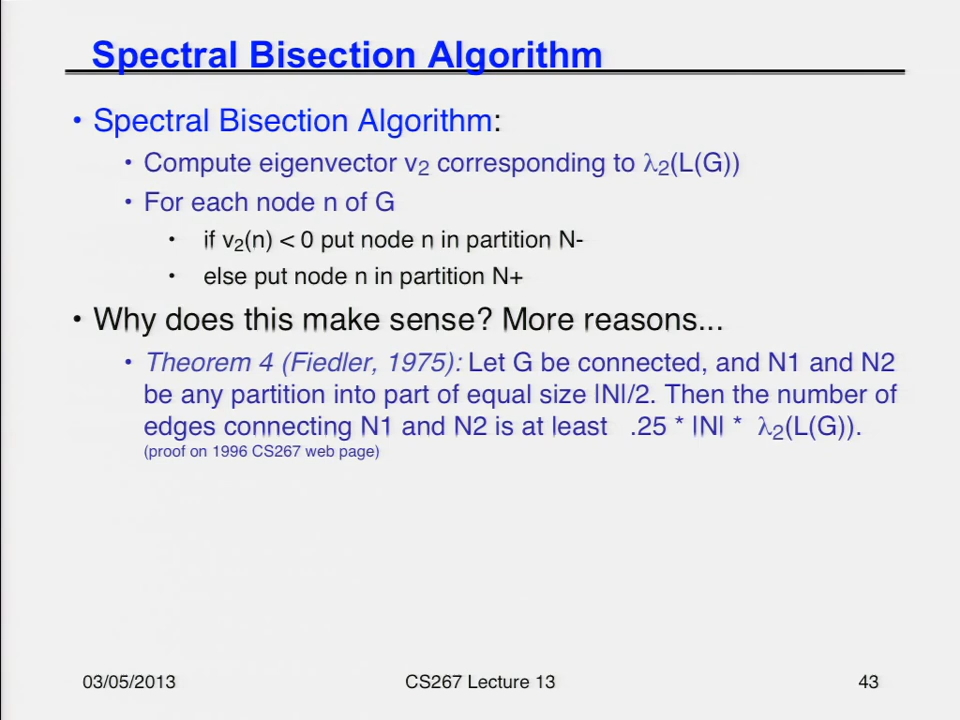 Spectral Bisection Algorithm
• Spectral Bisection Algorithm:
• Compute eigenvector v₂ corresponding to λ₂(L(G))
• For each node n of G
• if v₂(n) < 0 put node n in partition N-
• else put node n in partition N+
• Why does this make sense? More reasons...
• Theorem 4 (Fiedler, 1975): Let G be connected, and N1 and N2
be any partition into part of equal size |N|/2. Then the number of
edges connecting N1 and N2 is at least .25 * |N| * λ₂(L(G)).
(proof on 1996 CS267 web page)
03/05/2013 CS267 Lecture 13 43